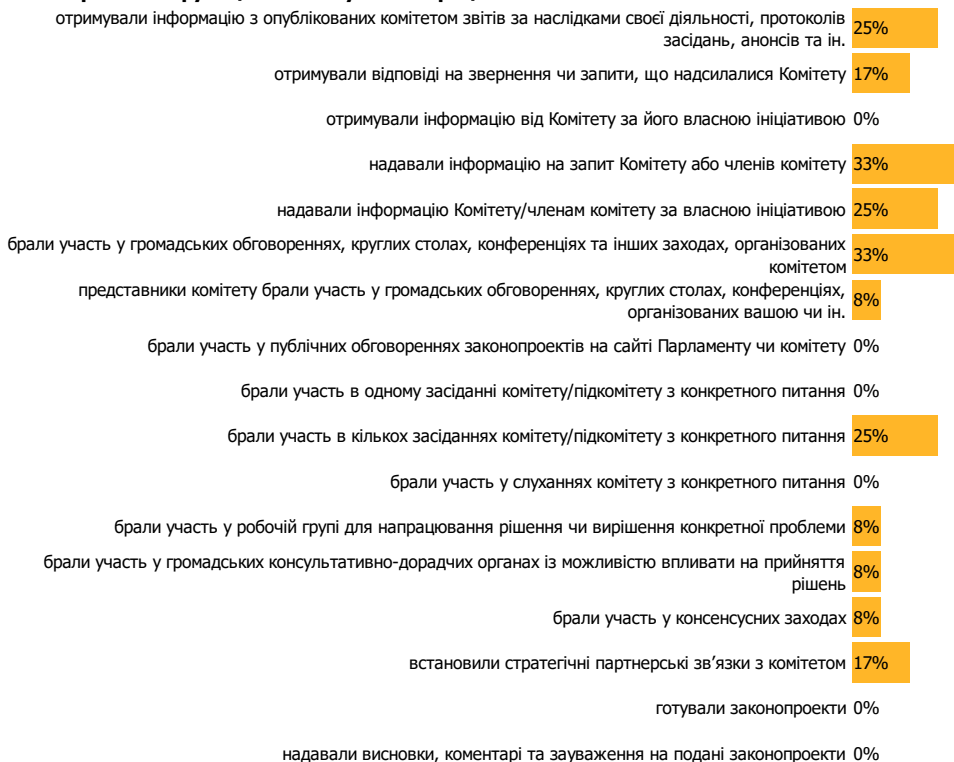 отримували інформацію з опублікованих комітетом звітів за наслідками своєї діяльності, протоколів
засідань, анонсів та ін.
25%
отримували відповіді на звернення чи запити, що надсилалися Комітету 17%
отримували інформацію від Комітету за його власною ініціативою 0%
надавали інформацію на запит Комітету або членів комітету 33%
надавали інформацію Комітету/членам комітету за власною ініціативою 25%
брали участь у громадських обговореннях, круглих столах, конференціях та інших заходах, організованих
комітетом
33%
представники комітету брали участь у громадських обговореннях, круглих столах, конференціях,
організованих вашою чи ін.
8%
брали участь у публічних обговореннях законопроектів на сайті Парламенту чи комітету 0%
брали участь в одному засіданні комітету/підкомітету з конкретного питання 0%
брали участь в кількох засіданнях комітету/підкомітету з конкретного питання 25%
брали участь у слуханнях комітету з конкретного питання 0%
брали участь у робочій групі для напрацювання рішення чи вирішення конкретної проблеми 8%
брали участь у громадських консультативно-дорадчих органах із можливістю впливати на прийняття
рішень
8%
брали участь у консенсусних заходах 8%
встановили стратегічні партнерські зв’язки з комітетом 17%
готували законопроекти 0%
надавали висновки, коментарі та зауваження на подані законопроекти 0%